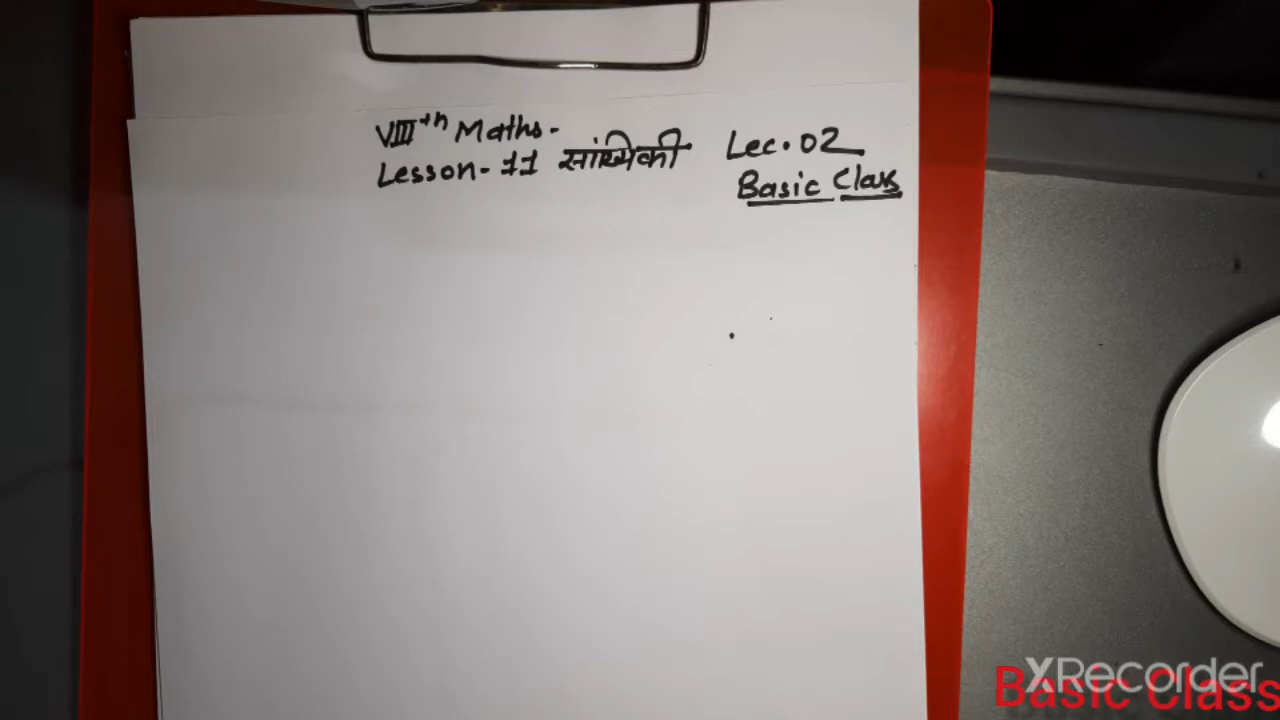 VIIIth Maths-
Lesson-11 सांख्यिकी
Lec. 02
Basic Class
XRecorder
Basic Class